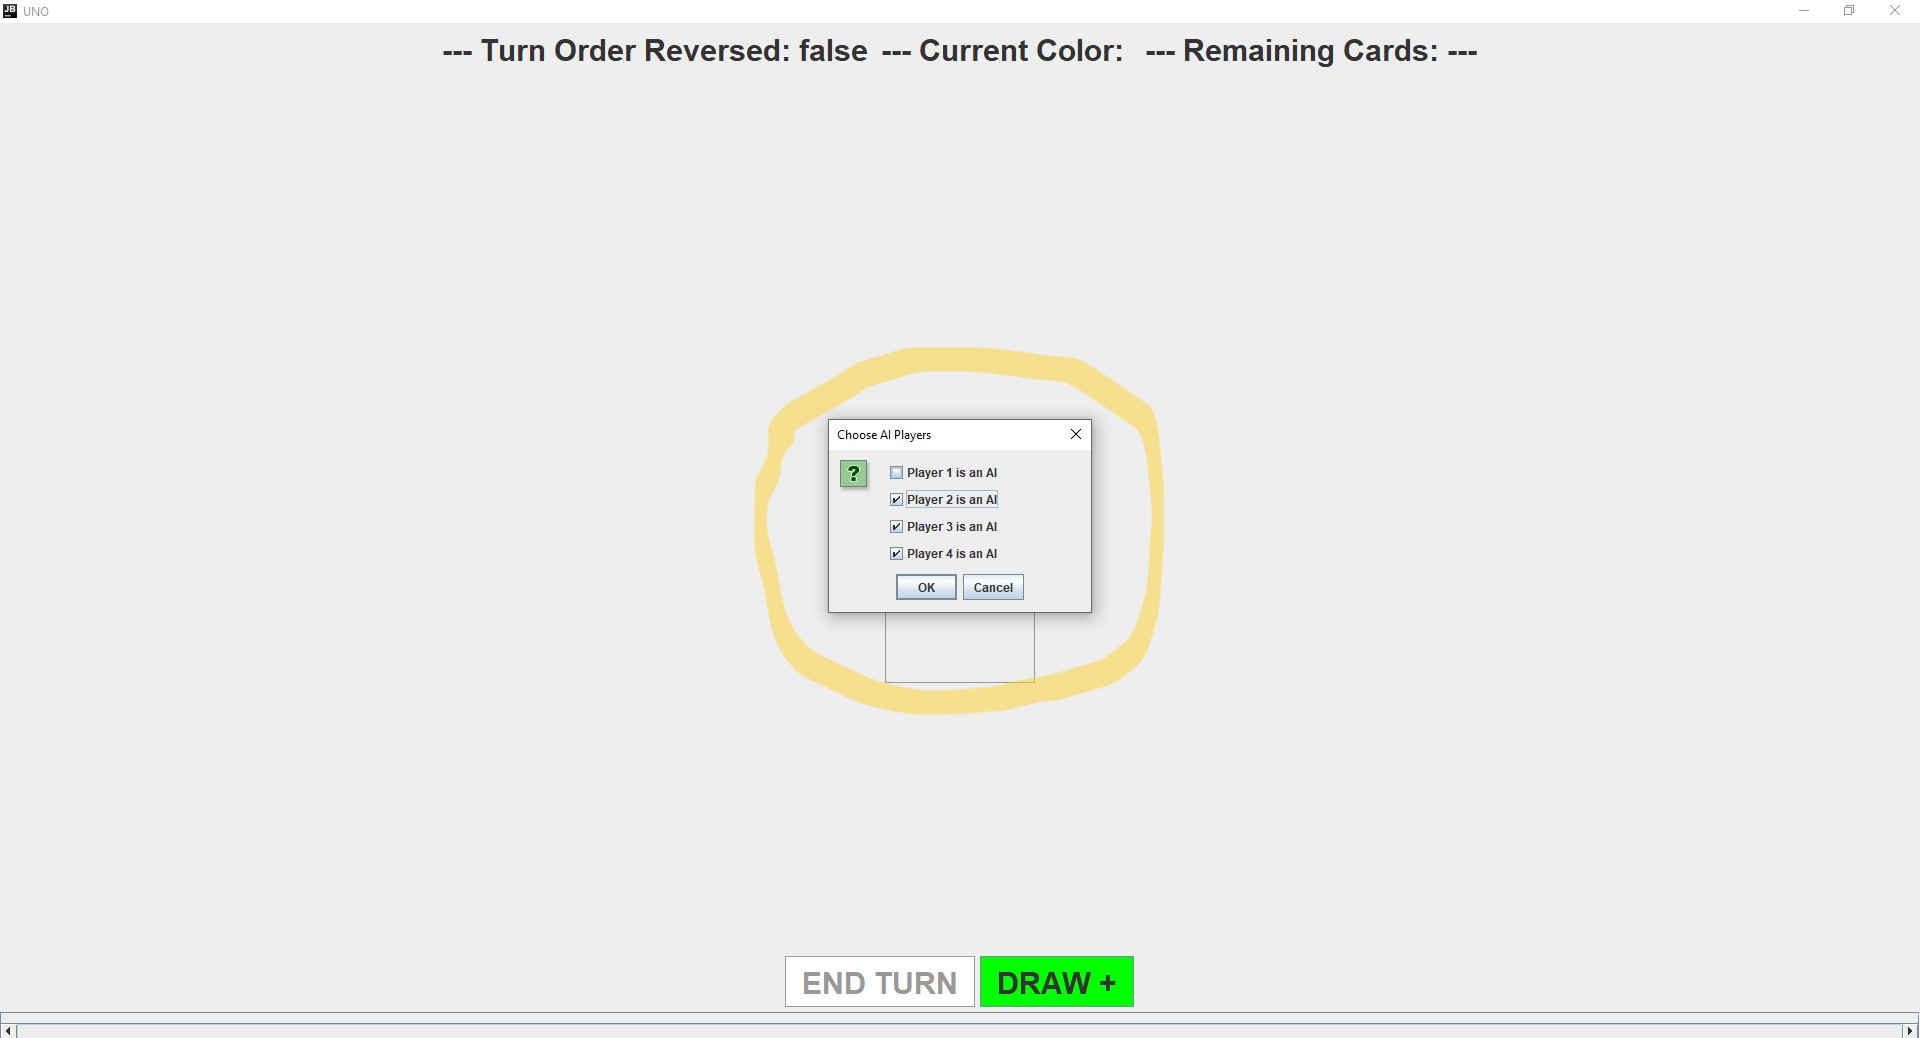 UNO
--- Turn Order Reversed: false --- Current Color: --- Remaining Cards: ---
Choose AI Players
Player 1 is an AI
Player 2 is an AI
Player 3 is an AI
Player 4 is an AI
OK Cancel
END TURN DRAW +